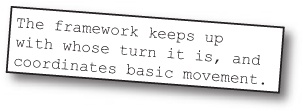 The framework keeps up
with whose turn it is, and
coordinates basic movement.